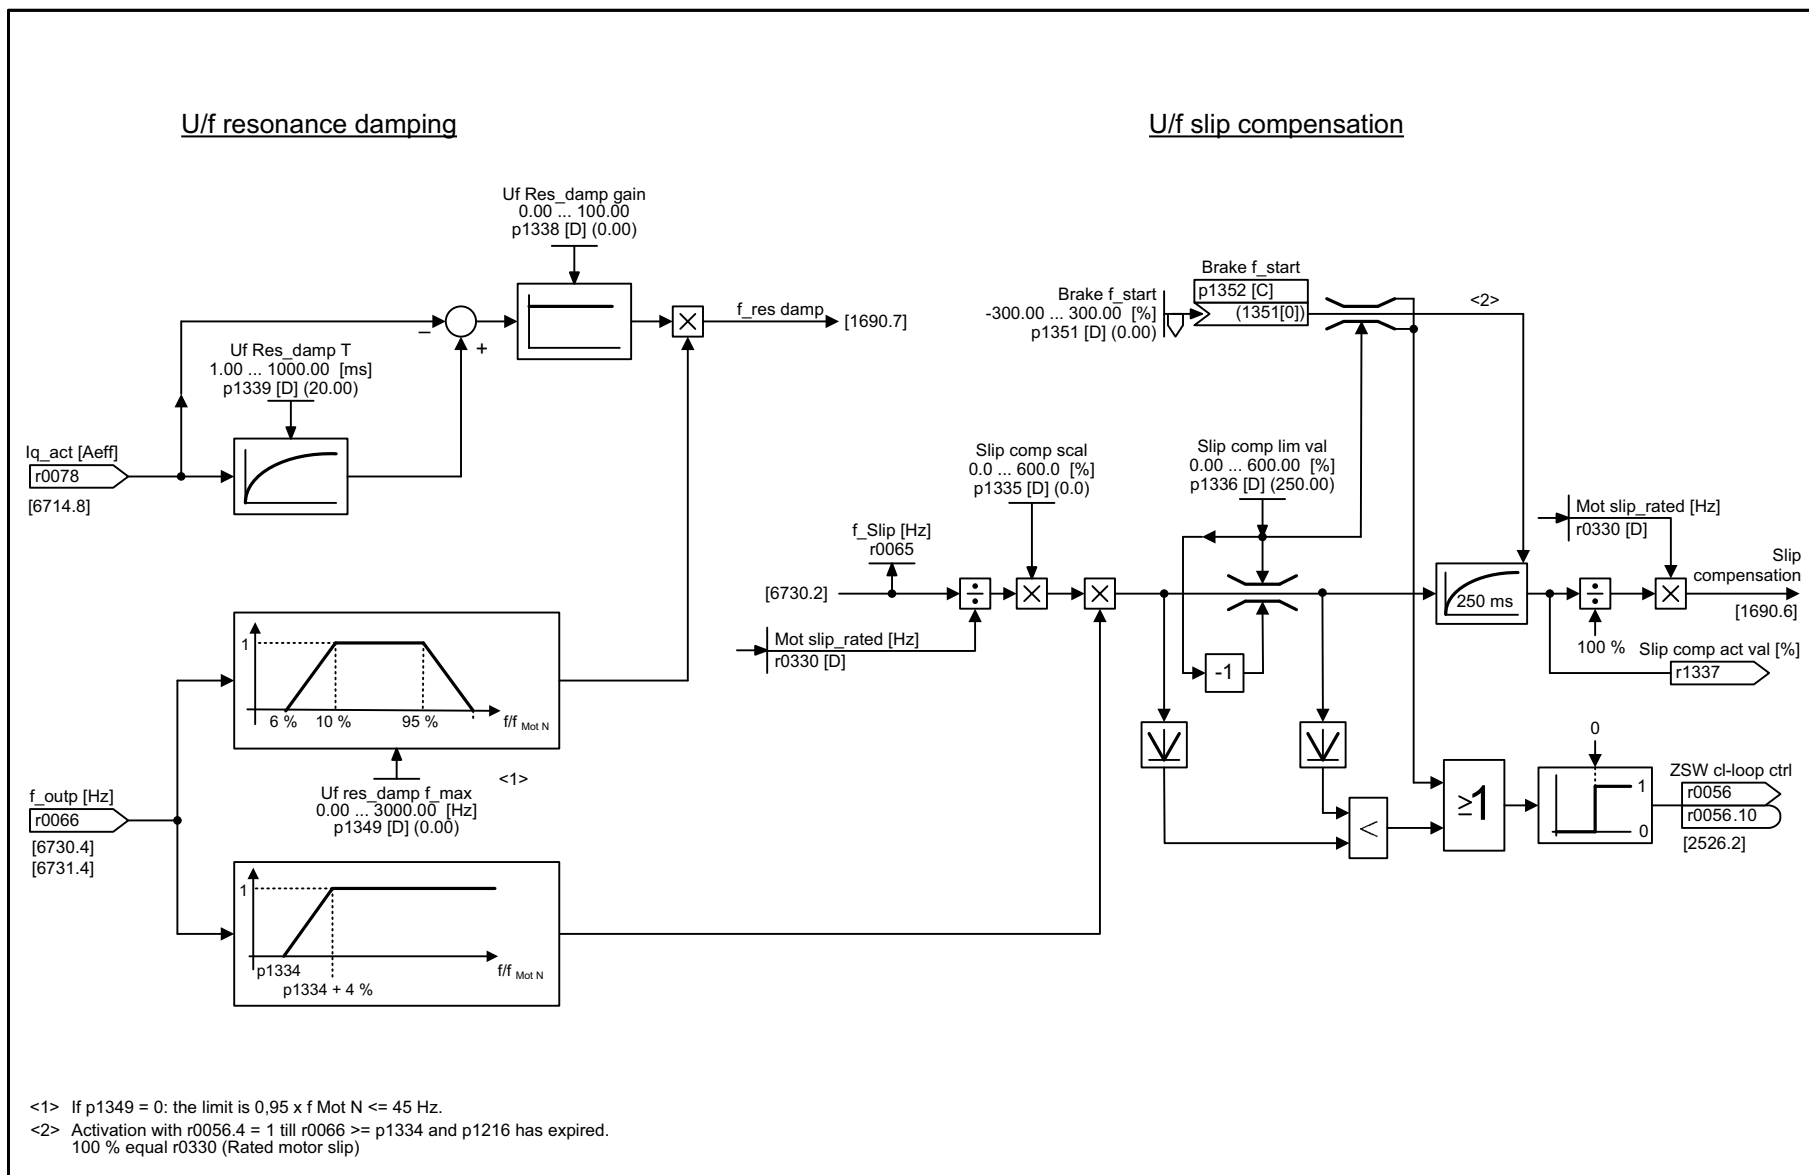 U/f resonance damping
U/f slip compensation
Uf Res_damp gain
0.00 ... 100.00
p1338 [D] (0.00)
f_res damp
[1690.7]
–
+
Uf Res_damp T
1.00 ... 1000.00 [ms]
p1339 [D] (20.00)
Iq_act [Aeff]
r0078
[6714.8]
1
6 %
10 %
95 %
f/f Mot N
<1>
Uf res_damp f_max
0.00 ... 3000.00 [Hz]
p1349 [D] (0.00)
f_outp [Hz]
r0066
[6730.4]
[6731.4]
1
p1334
p1334 + 4 %
f/f Mot N
Brake f_start
-300.00 ... 300.00 [%]
p1351 [D] (0.00)
Brake f_start
p1352 [C]
(1351[0])
<2>
Slip comp scal
0.0 ... 600.0 [%]
p1335 [D] (0.0)
Slip comp lim val
0.00 ... 600.00 [%]
p1336 [D] (250.00)
f_Slip [Hz]
r0065
[6730.2]
÷
Mot slip_rated [Hz]
r0330 [D]
-1
250 ms
Mot slip_rated [Hz]
r0330 [D]
÷
100 %
Slip
compensation
[1690.6]
Slip comp act val [%]
r1337
<
≥1
0
1
0
ZSW cl-loop ctrl
r0056
r0056.10
[2526.2]
<1> If p1349 = 0: the limit is 0,95 x f Mot N <= 45 Hz.
<2> Activation with r0056.4 = 1 till r0066 >= p1334 and p1216 has expired.
100 % equal r0330 (Rated motor slip)